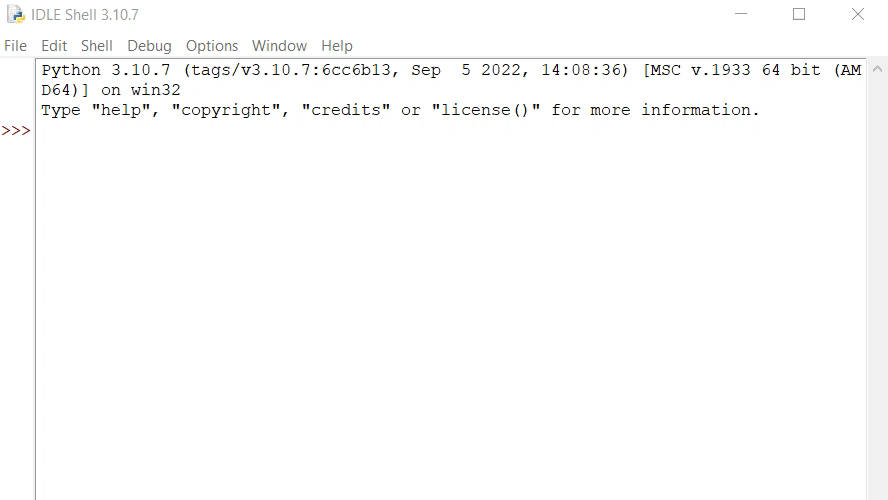 IDLE Shell 3.10.7
File Edit Shell Debug Options Window Help
Python 3.10.7 (tags/v3.10.7:6cc6b13, Sep  5 2022, 14:08:36) [MSC v.1933 64 bit (AM
D64)] on win32
Type "help", "copyright", "credits" or "license()" for more information.
>>>